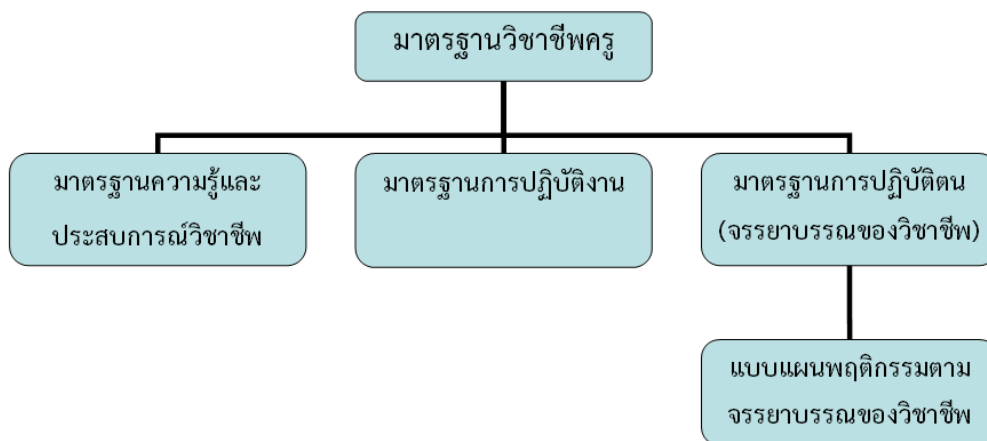 มาตรฐานวิชาชีพครู
มาตรฐานความรู้และ
ประสบการณ์วิชาชีพ
มาตรฐานการปฏิบัติงาน
มาตรฐานการปฏิบัติตน
(จรรยาบรรณของวิชาชีพ)
แบบแผนพฤติกรรมตาม
จรรยาบรรณของวิชาชีพ